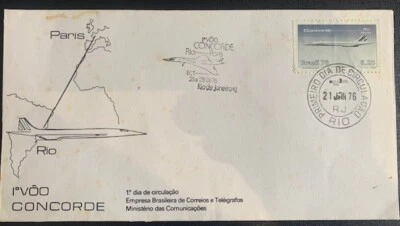 Paris
Rio
1º VÔO
CONCORDE
1º VÔO
CONCORDE
Rio Paris
Rio de Janeiro RJ
1º dia de circulação
Empresa Brasileira de Correios e Telégrafos
Ministério das Comunicações
Brasil 76
PRIMEIRO DIA DE CIRCULAÇÃO
21 JAN 76
RJ
RIO